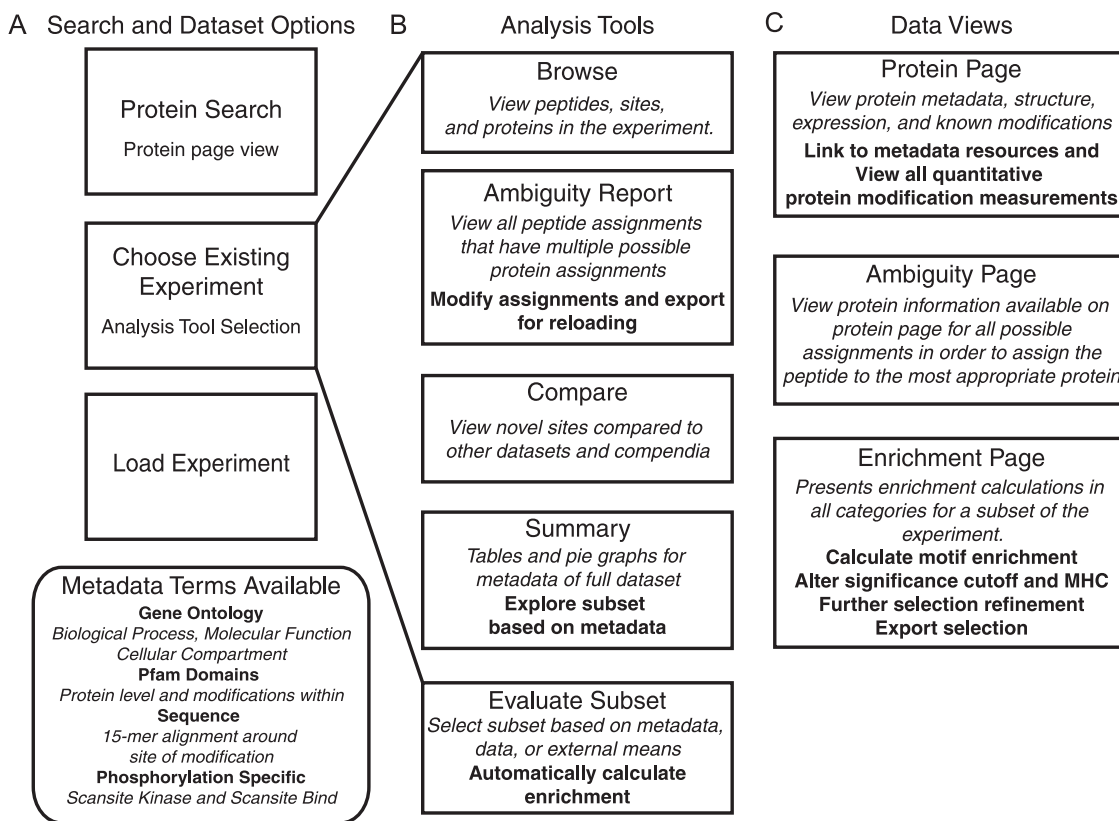 A Search and Dataset Options
Protein Search
Protein page view
Choose Existing
Experiment
Analysis Tool Selection
Load Experiment
Metadata Terms Available
Gene Ontology
Biological Process, Molecular Function
Cellular Compartment
Pfam Domains
Protein level and modifications within
Sequence
15-mer alignment around
site of modification
Phosphorylation Specific
Scansite Kinase and Scansite Bind
B Analysis Tools
Browse
View peptides, sites,
and proteins in the experiment.
Ambiguity Report
View all peptide assignments
that have multiple possible
protein assignments
Modify assignments and export
for reloading
Compare
View novel sites compared to
other datasets and compendia
Summary
Tables and pie graphs for
metadata of full dataset
Explore subset
based on metadata
Evaluate Subset
Select subset based on metadata,
data, or external means
Automatically calculate
enrichment
C Data Views
Protein Page
View protein metadata, structure,
expression, and known modifications
Link to metadata resources and
View all quantitative
protein modification measurements
Ambiguity Page
View protein information available on
protein page for all possible
assignments in order to assign the
peptide to the most appropriate protein
Enrichment Page
Presents enrichment calculations in
all categories for a subset of the
experiment.
Calculate motif enrichment
Alter significance cutoff and MHC
Further selection refinement
Export selection